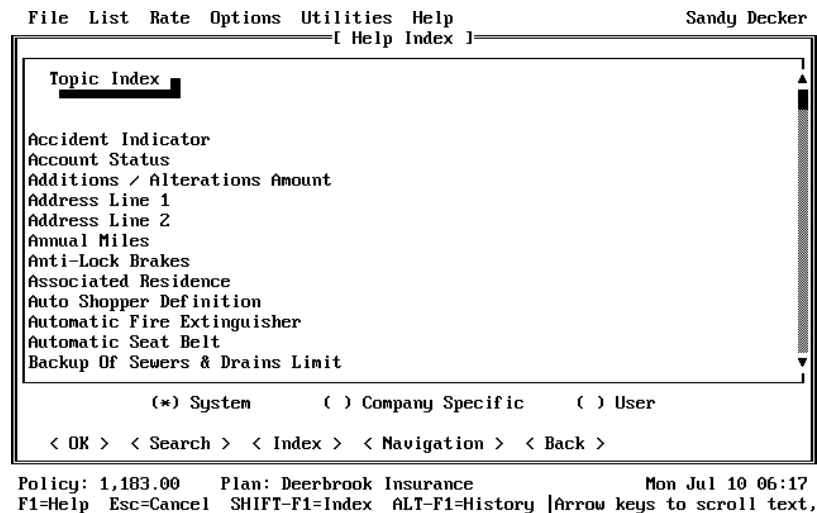 File List Rate Options Utilities Help Sandy Decker
[ Help Index ]
Topic Index
Accident Indicator
Account Status
Additions / Alterations Amount
Address Line 1
Address Line 2
Annual Miles
Anti-Lock Brakes
Associated Residence
Auto Shopper Definition
Automatic Fire Extinguisher
Automatic Seat Belt
Backup Of Sewers & Drains Limit
(*) System ( ) Company Specific ( ) User
< OK > < Search > < Index > < Navigation > < Back >
Policy: 1,183.00 Plan: Deerbrook Insurance Mon Jul 10 06:17
F1=Help Esc=Cancel SHIFT-F1=Index ALT-F1=History |Arrow keys to scroll text,